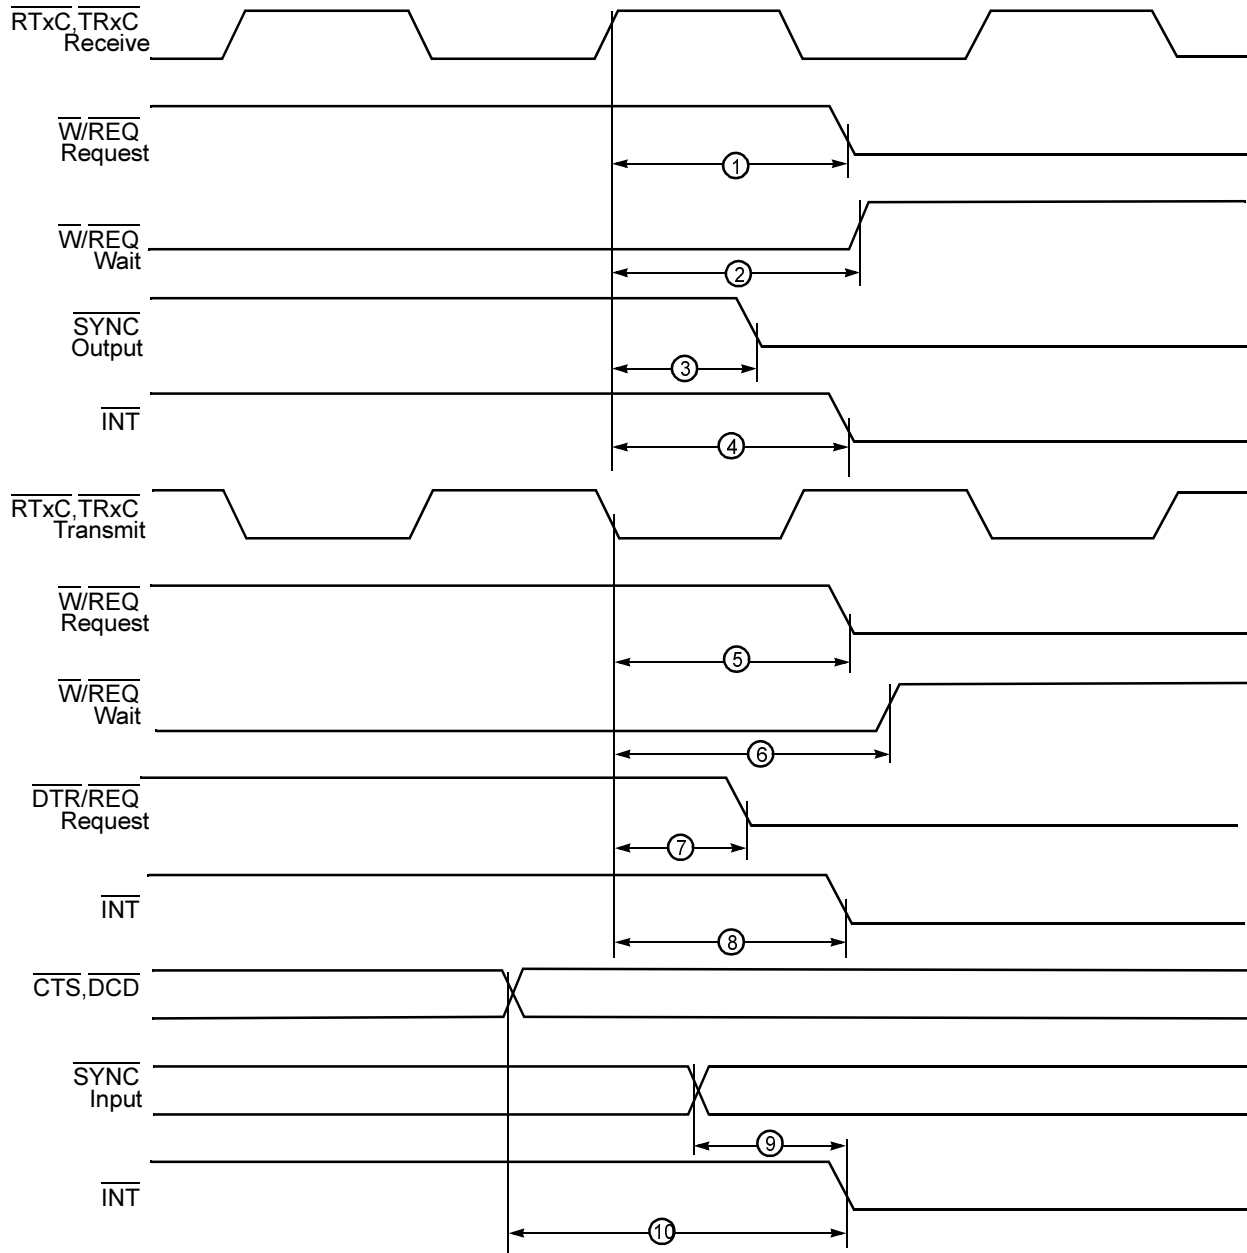 RTxC,TRxC
Receive
W/REQ
Request
1
W/REQ
Wait
2
SYNC
Output
3
INT
4
RTxC,TRxC
Transmit
W/REQ
Request
5
W/REQ
Wait
6
DTR/REQ
Request
7
INT
8
CTS,DCD
SYNC
Input
9
INT
10